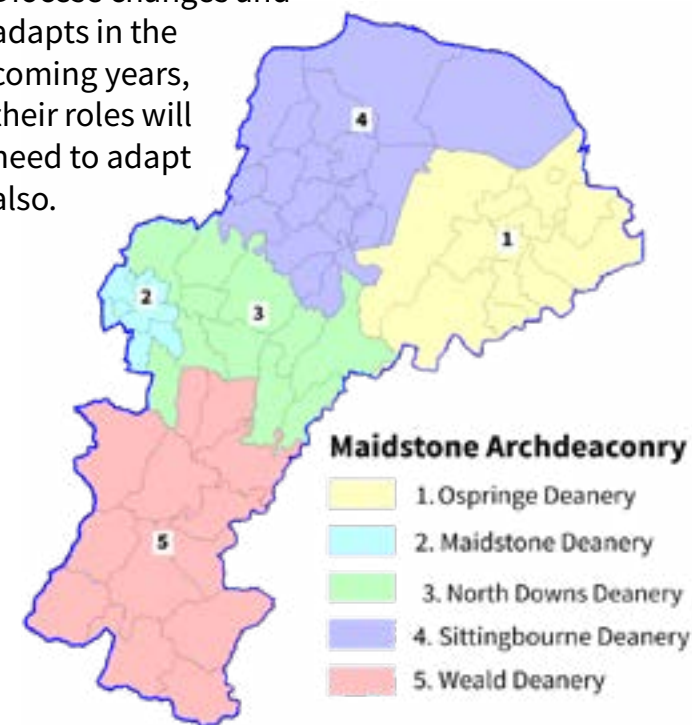 adapts in the
coming years,
their roles will
need to adapt
also.
4
1
2
3
5
Maidstone Archdeaconry
1. Ospringe Deanery
2. Maidstone Deanery
3. North Downs Deanery
4. Sittingbourne Deanery
5. Weald Deanery